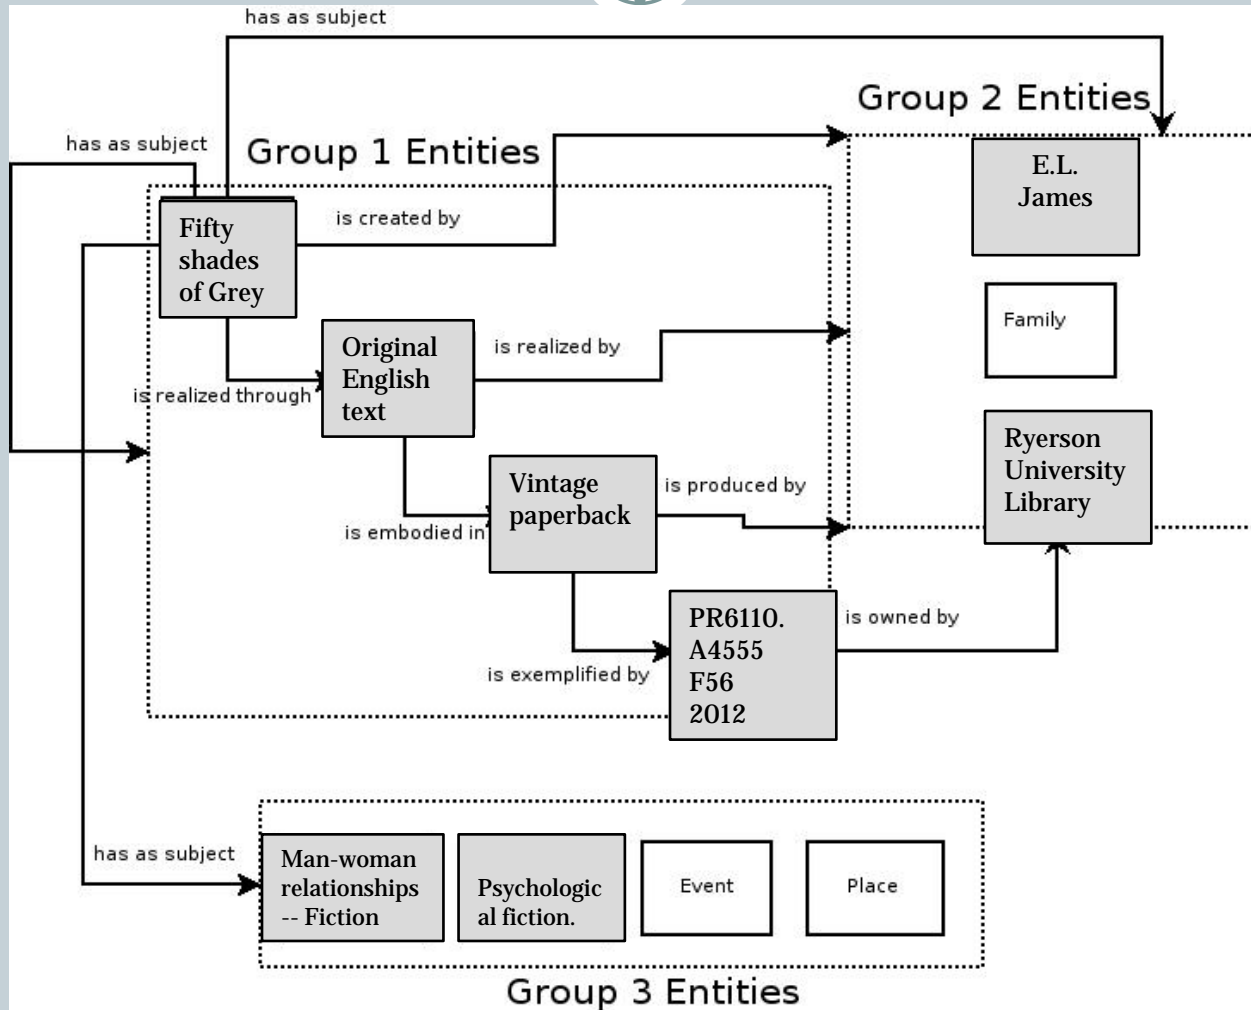 has as subject
Group 2 Entities
has as subject
Group 1 Entities
E.L.
James
Fifty
shades
of Grey
is created by
Family
Original
English
text
is realized by
is realized through
Ryerson
University
Library
Vintage
paperback
is produced by
is embodied in
PR6110.
A4555
F56
2012
is owned by
is exemplified by
has as subject
Man-woman
relationships
-- Fiction
Psychologic
al fiction.
Event
Place
Group 3 Entities